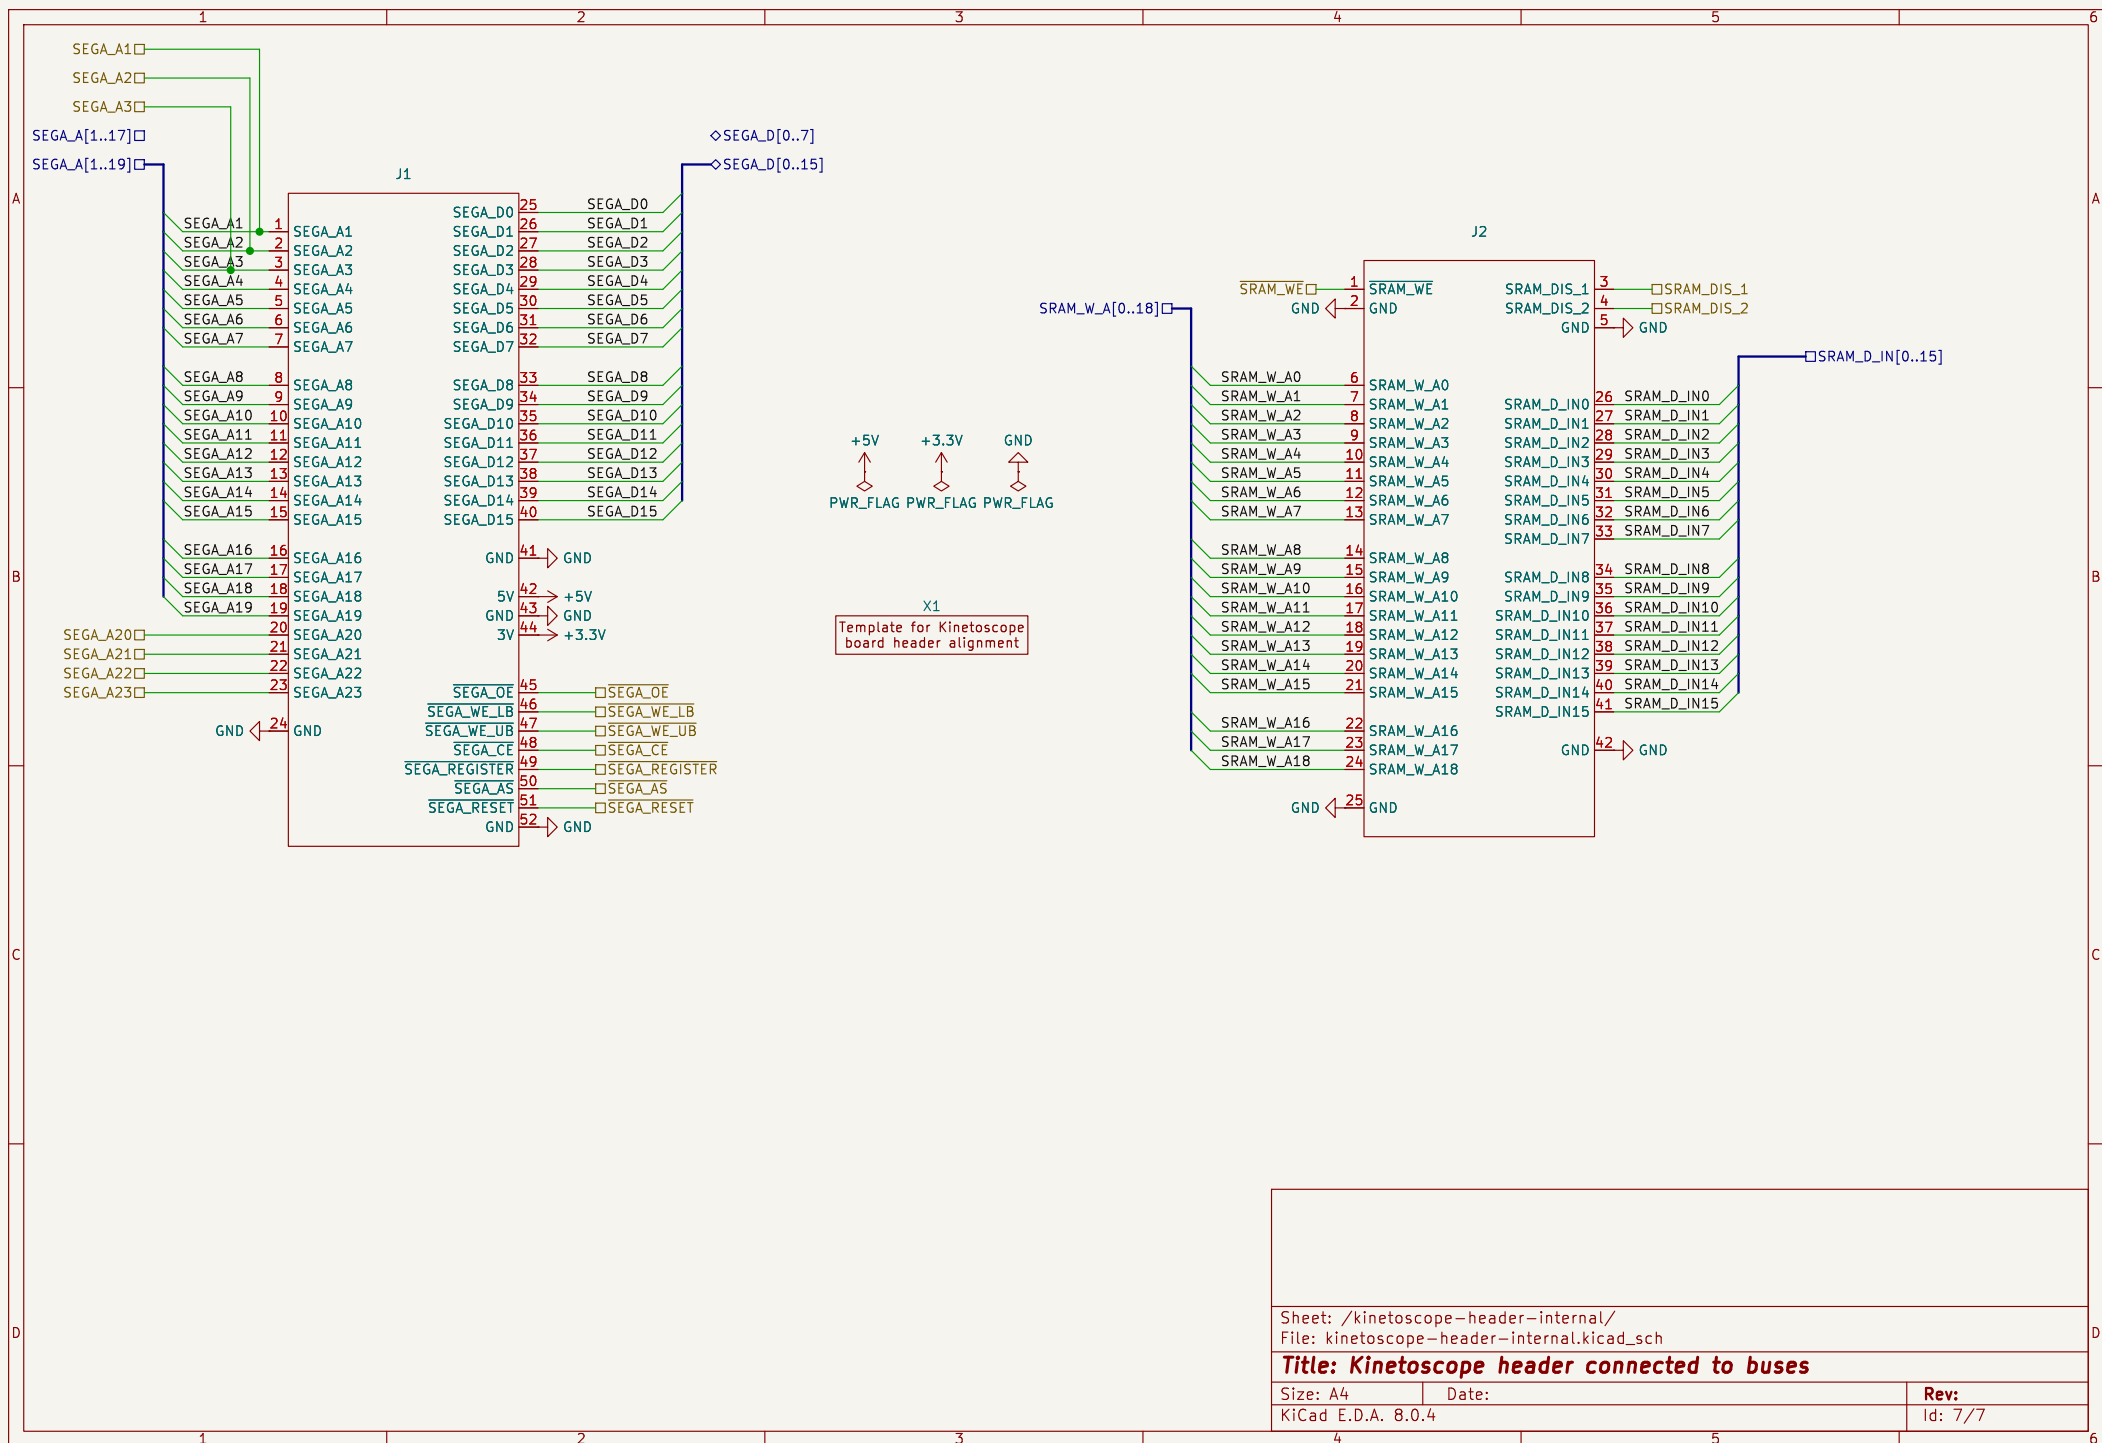 1 2 3 4 5 6
SEGA_A1
SEGA_A2
SEGA_A3
SEGA_A[1..17]
SEGA_A[1..19]
SEGA_D[0..7]
SEGA_D[0..15]
A A
B B
C C
D D
J1
SEGA_A1 1 SEGA_A1
SEGA_A2 2 SEGA_A2
SEGA_A3 3 SEGA_A3
SEGA_A4 4 SEGA_A4
SEGA_A5 5 SEGA_A5
SEGA_A6 6 SEGA_A6
SEGA_A7 7 SEGA_A7
SEGA_A8 8 SEGA_A8
SEGA_A9 9 SEGA_A9
SEGA_A10 10 SEGA_A10
SEGA_A11 11 SEGA_A11
SEGA_A12 12 SEGA_A12
SEGA_A13 13 SEGA_A13
SEGA_A14 14 SEGA_A14
SEGA_A15 15 SEGA_A15
SEGA_A16 16 SEGA_A16
SEGA_A17 17 SEGA_A17
SEGA_A18 18 SEGA_A18
SEGA_A19 19 SEGA_A19
SEGA_A20 20 SEGA_A20
SEGA_A21 21 SEGA_A21
SEGA_A22 22 SEGA_A22
SEGA_A23 23 SEGA_A23
GND 24 GND
SEGA_D0 25 SEGA_D0
SEGA_D1 26 SEGA_D1
SEGA_D2 27 SEGA_D2
SEGA_D3 28 SEGA_D3
SEGA_D4 29 SEGA_D4
SEGA_D5 30 SEGA_D5
SEGA_D6 31 SEGA_D6
SEGA_D7 32 SEGA_D7
SEGA_D8 33 SEGA_D8
SEGA_D9 34 SEGA_D9
SEGA_D10 35 SEGA_D10
SEGA_D11 36 SEGA_D11
SEGA_D12 37 SEGA_D12
SEGA_D13 38 SEGA_D13
SEGA_D14 39 SEGA_D14
SEGA_D15 40 SEGA_D15
GND 41 GND
5V 42 +5V
GND 43 GND
3V 44 +3.3V
SEGA_OE 45 SEGA_OE
SEGA_WE_LB 46 SEGA_WE_LB
SEGA_WE_UB 47 SEGA_WE_UB
SEGA_CE 48 SEGA_CE
SEGA_REGISTER 49 SEGA_REGISTER
SEGA_AS 50 SEGA_AS
SEGA_RESET 51 SEGA_RESET
GND 52 GND
+5V +3.3V GND
PWR_FLAG PWR_FLAG PWR_FLAG
X1
Template for Kinetoscope
board header alignment
J2
SRAM_W_A[0..18]
SRAM_WE 1 SRAM_WE
GND 2 GND
SRAM_W_A0 6 SRAM_W_A0
SRAM_W_A1 7 SRAM_W_A1
SRAM_W_A2 8 SRAM_W_A2
SRAM_W_A3 9 SRAM_W_A3
SRAM_W_A4 10 SRAM_W_A4
SRAM_W_A5 11 SRAM_W_A5
SRAM_W_A6 12 SRAM_W_A6
SRAM_W_A7 13 SRAM_W_A7
SRAM_W_A8 14 SRAM_W_A8
SRAM_W_A9 15 SRAM_W_A9
SRAM_W_A10 16 SRAM_W_A10
SRAM_W_A11 17 SRAM_W_A11
SRAM_W_A12 18 SRAM_W_A12
SRAM_W_A13 19 SRAM_W_A13
SRAM_W_A14 20 SRAM_W_A14
SRAM_W_A15 21 SRAM_W_A15
SRAM_W_A16 22 SRAM_W_A16
SRAM_W_A17 23 SRAM_W_A17
SRAM_W_A18 24 SRAM_W_A18
GND 25 GND
SRAM_DIS_1 3 SRAM_DIS_1
SRAM_DIS_2 4 SRAM_DIS_2
GND 5 GND
SRAM_D_IN[0..15]
SRAM_D_IN0 26 SRAM_D_IN0
SRAM_D_IN1 27 SRAM_D_IN1
SRAM_D_IN2 28 SRAM_D_IN2
SRAM_D_IN3 29 SRAM_D_IN3
SRAM_D_IN4 30 SRAM_D_IN4
SRAM_D_IN5 31 SRAM_D_IN5
SRAM_D_IN6 32 SRAM_D_IN6
SRAM_D_IN7 33 SRAM_D_IN7
SRAM_D_IN8 34 SRAM_D_IN8
SRAM_D_IN9 35 SRAM_D_IN9
SRAM_D_IN10 36 SRAM_D_IN10
SRAM_D_IN11 37 SRAM_D_IN11
SRAM_D_IN12 38 SRAM_D_IN12
SRAM_D_IN13 39 SRAM_D_IN13
SRAM_D_IN14 40 SRAM_D_IN14
SRAM_D_IN15 41 SRAM_D_IN15
GND 42 GND
Sheet: /kinetoscope-header-internal/
File: kinetoscope-header-internal.kicad_sch
Title: Kinetoscope header connected to buses
Size: A4 Date: Rev:
KiCad E.D.A. 8.0.4 Id: 7/7
1 2 3 4 5 6